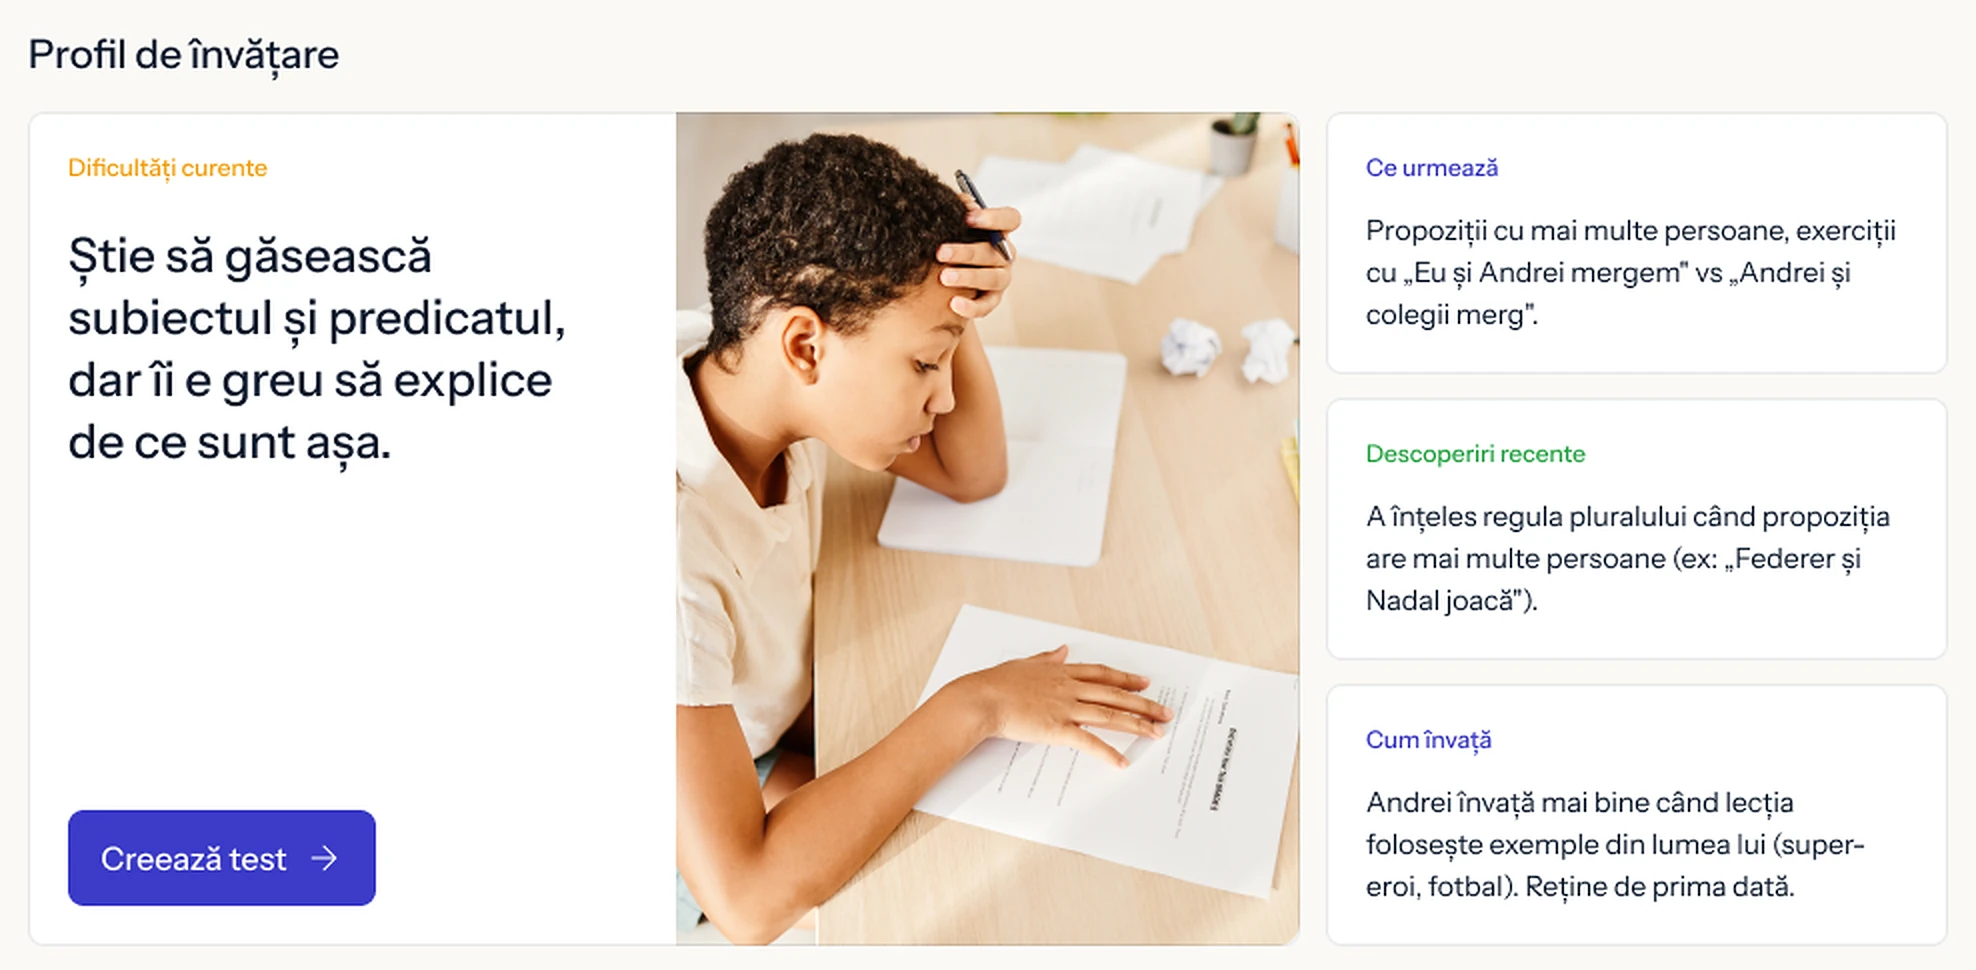 Profil de învățare
Dificultăți curente
Știe să găsească
subiectul și predicatul,
dar îi e greu să explice
de ce sunt așa.
Creează test →
Ce urmează
Propoziții cu mai multe persoane, exerciții
cu „Eu și Andrei mergem" vs „Andrei și
colegii merg".
Descoperiri recente
A înțeles regula pluralului când propoziția
are mai multe persoane (ex: „Federer și
Nadal joacă").
Cum învață
Andrei învață mai bine când lecția
folosește exemple din lumea lui (super-
eroi, fotbal). Reține de prima dată.